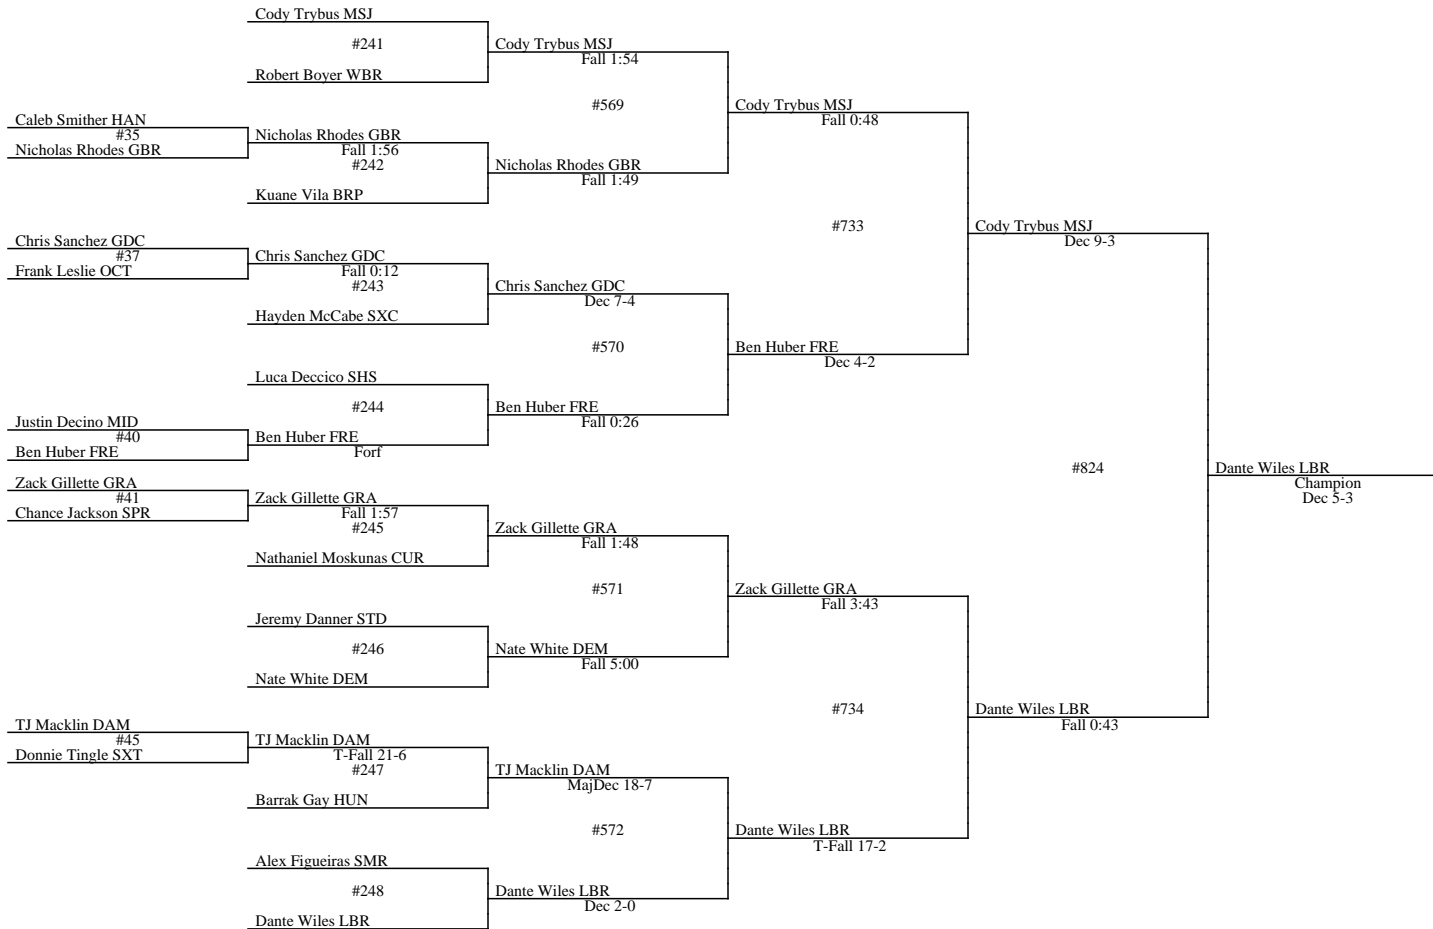 Cody Trybus MSJ
#241
Cody Trybus MSJ
Fall 1:54
Robert Boyer WBR
#569
Cody Trybus MSJ
Fall 0:48
Caleb Smither HAN
#35
Nicholas Rhodes GBR
Nicholas Rhodes GBR
Fall 1:56
#242
Nicholas Rhodes GBR
Fall 1:49
Kuane Vila BRP
#733
Cody Trybus MSJ
Dec 9-3
Chris Sanchez GDC
#37
Frank Leslie OCT
Chris Sanchez GDC
Fall 0:12
#243
Chris Sanchez GDC
Dec 7-4
Hayden McCabe SXC
#570
Ben Huber FRE
Dec 4-2
Luca Deccico SHS
#244
Ben Huber FRE
Fall 0:26
Justin Decino MID
#40
Ben Huber FRE
Ben Huber FRE
Forf
#824
Dante Wiles LBR
Champion
Dec 5-3
Zack Gillette GRA
#41
Chance Jackson SPR
Zack Gillette GRA
Fall 1:57
#245
Zack Gillette GRA
Fall 1:48
Nathaniel Moskunas CUR
#571
Zack Gillette GRA
Fall 3:43
Jeremy Danner STD
#246
Nate White DEM
Fall 5:00
Nate White DEM
#734
Dante Wiles LBR
Fall 0:43
TJ Macklin DAM
#45
Donnie Tingle SXT
TJ Macklin DAM
T-Fall 21-6
#247
TJ Macklin DAM
MajDec 18-7
Barrak Gay HUN
#572
Dante Wiles LBR
T-Fall 17-2
Alex Figueiras SMR
#248
Dante Wiles LBR
Dec 2-0
Dante Wiles LBR